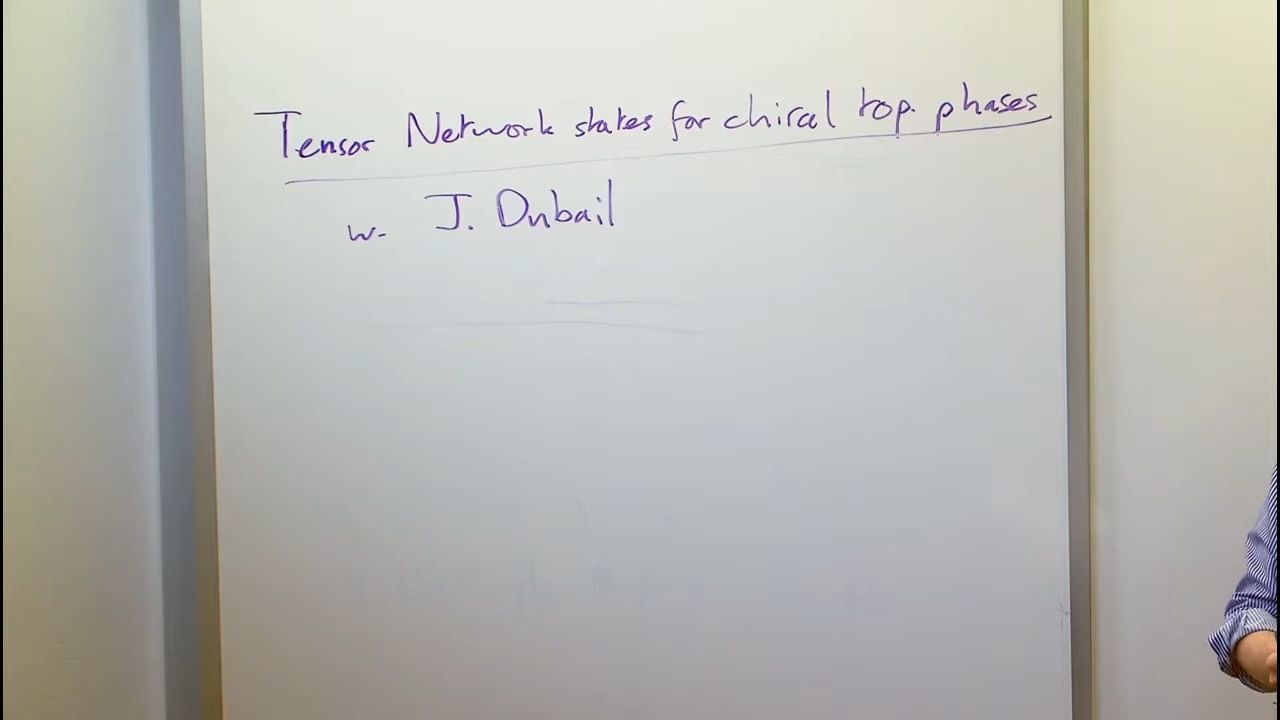 Tensor Network states for chiral top. phases
w. J. Dubail